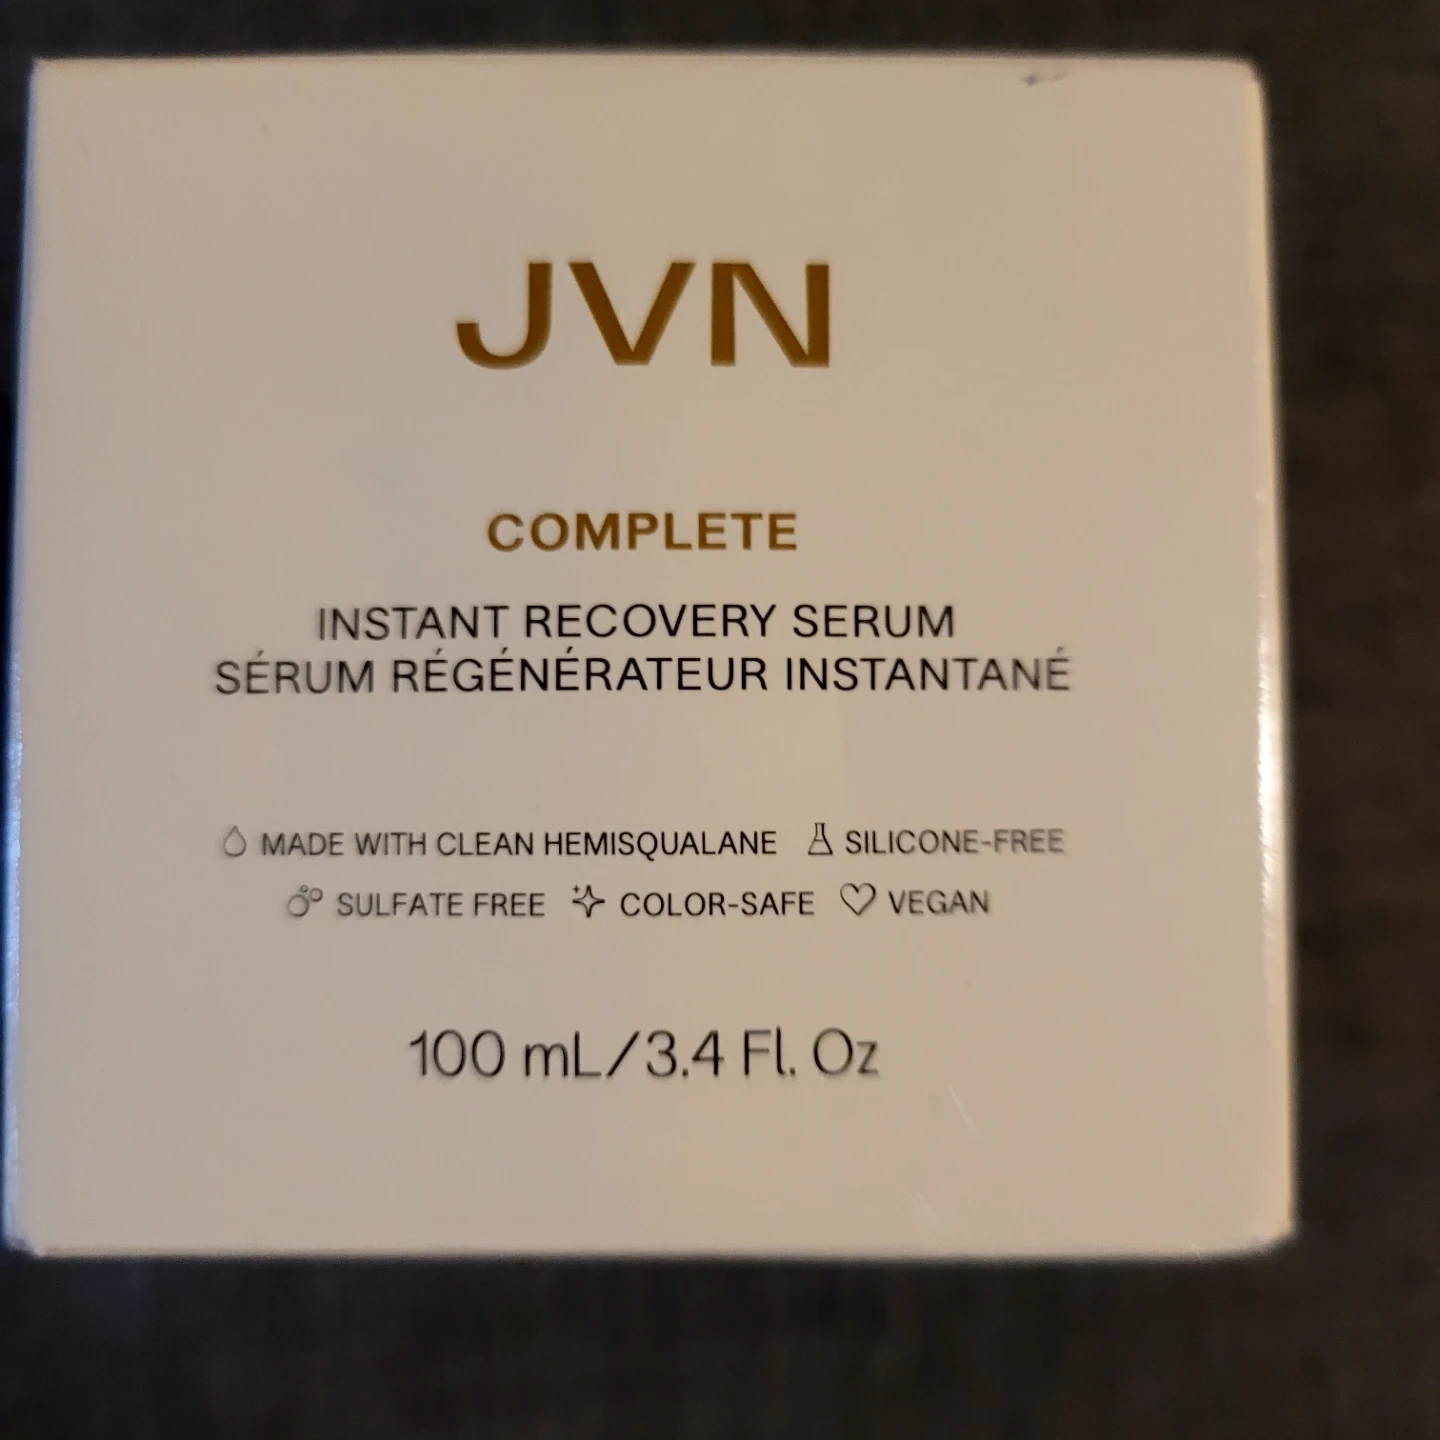 JVN
COMPLETE
INSTANT RECOVERY SERUM
SÉRUM RÉGÉNÉRATEUR INSTANTANÉ
MADE WITH CLEAN HEMISQUALANE SILICONE-FREE
SULFATE FREE COLOR-SAFE VEGAN
100 mL/3.4 Fl. Oz